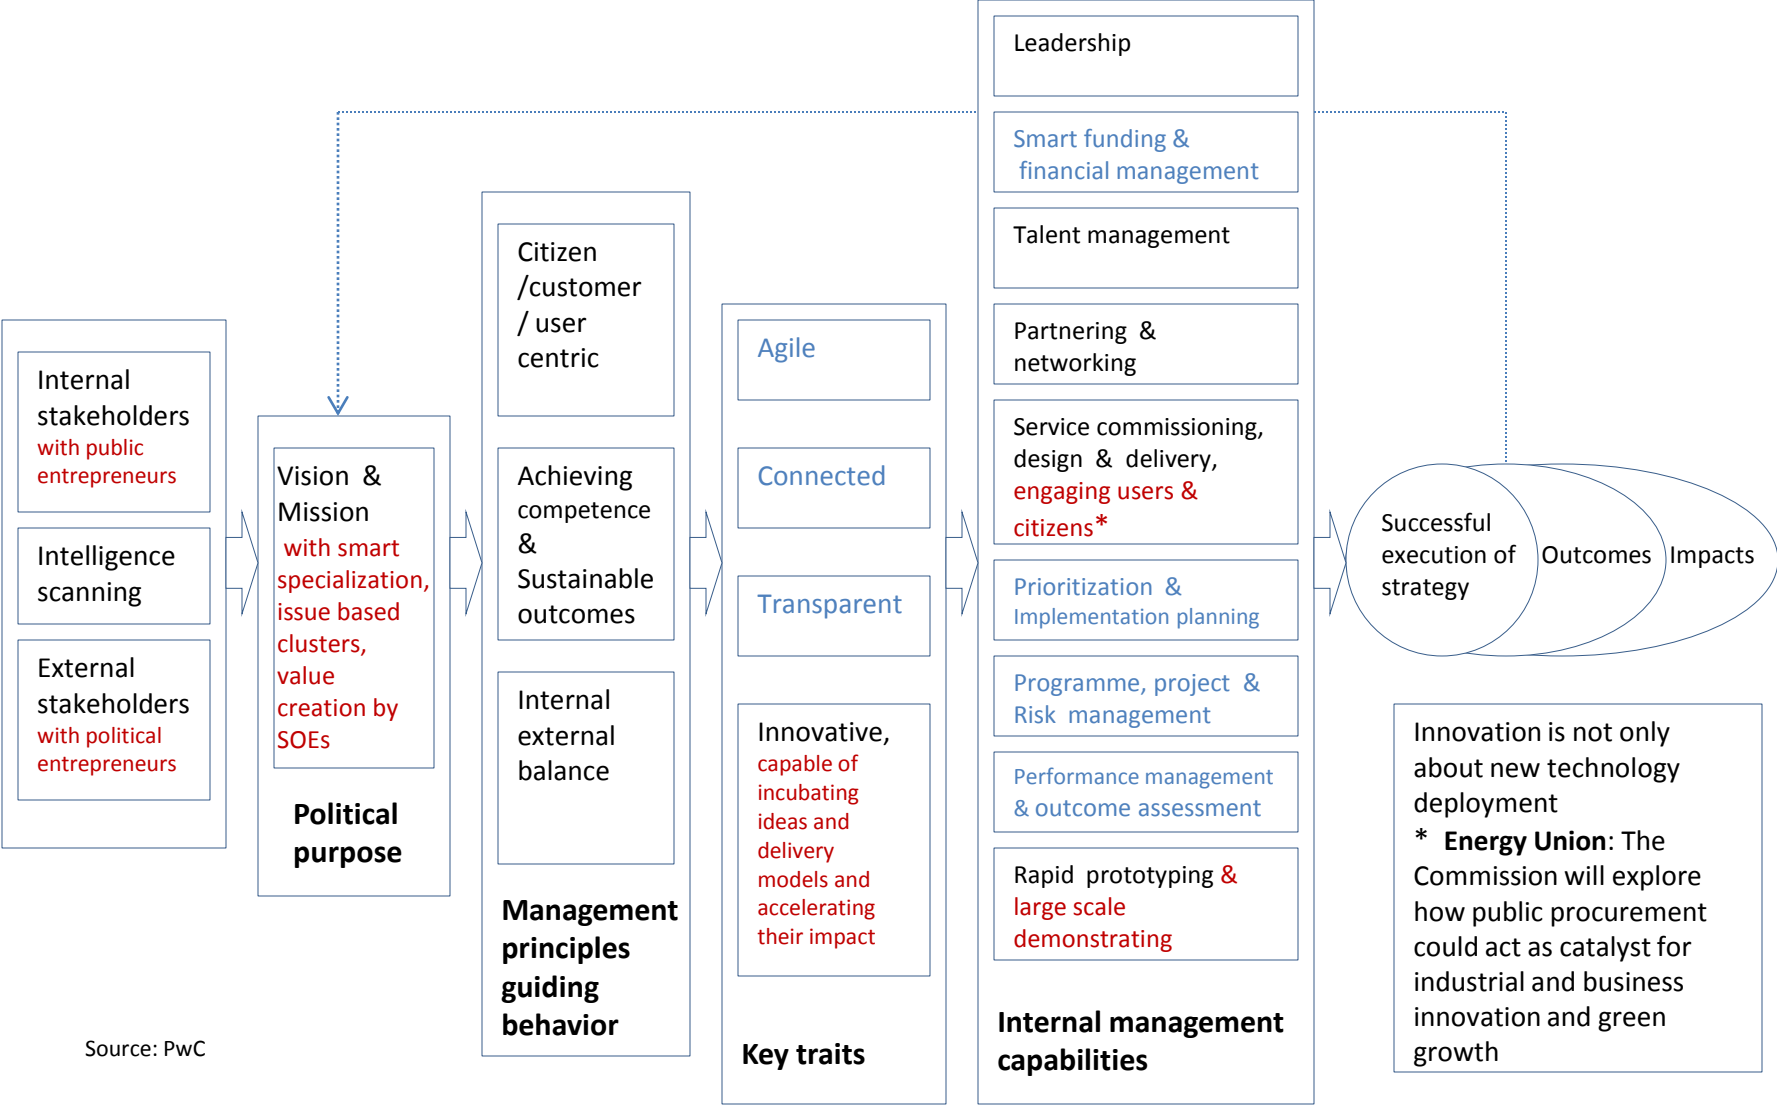 Internal
stakeholders
with public
entrepreneurs
Intelligence
scanning
External
stakeholders
with political
entrepreneurs
Vision & 
Mission
with smart
specialization,
issue based
clusters,
value
creation by
SOEs
Political
purpose
Citizen
/customer
/ user
centric
Achieving
competence
&
Sustainable
outcomes
Internal
external
balance
Management
principles
guiding
behavior
Agile
Connected
Transparent
Innovative,
capable of
incubating
ideas and
delivery
models and
accelerating
their impact
Key traits
Leadership
Smart funding &
financial management
Talent management
Partnering &
networking
Service commissioning,
design & delivery,
engaging users &
citizens*
Prioritization &
Implementation planning
Programme, project &
Risk management
Performance management
& outcome assessment
Rapid prototyping &
large scale
demonstrating
Internal management
capabilities
Successful
execution of
strategy
Outcomes
Impacts
Innovation is not only
about new technology
deployment
* Energy Union: The
Commission will explore
how public procurement
could act as catalyst for
industrial and business
innovation and green
growth
Source: PwC